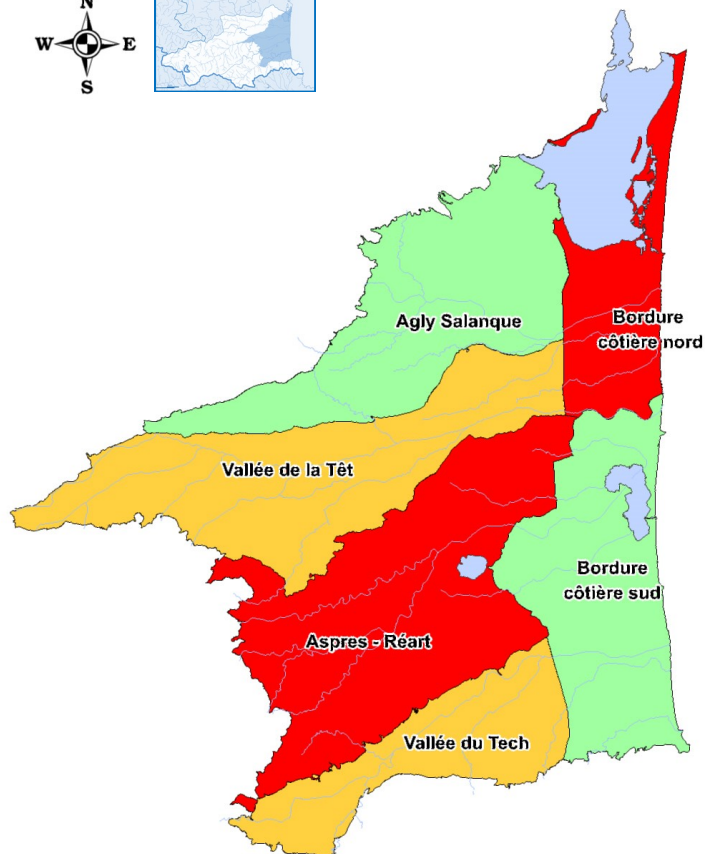 N
W E
S
Agly Salanque
Bordure
côtière nord
Vallée de la Têt
Bordure
côtière sud
Aspres - Réart
Vallée du Tech